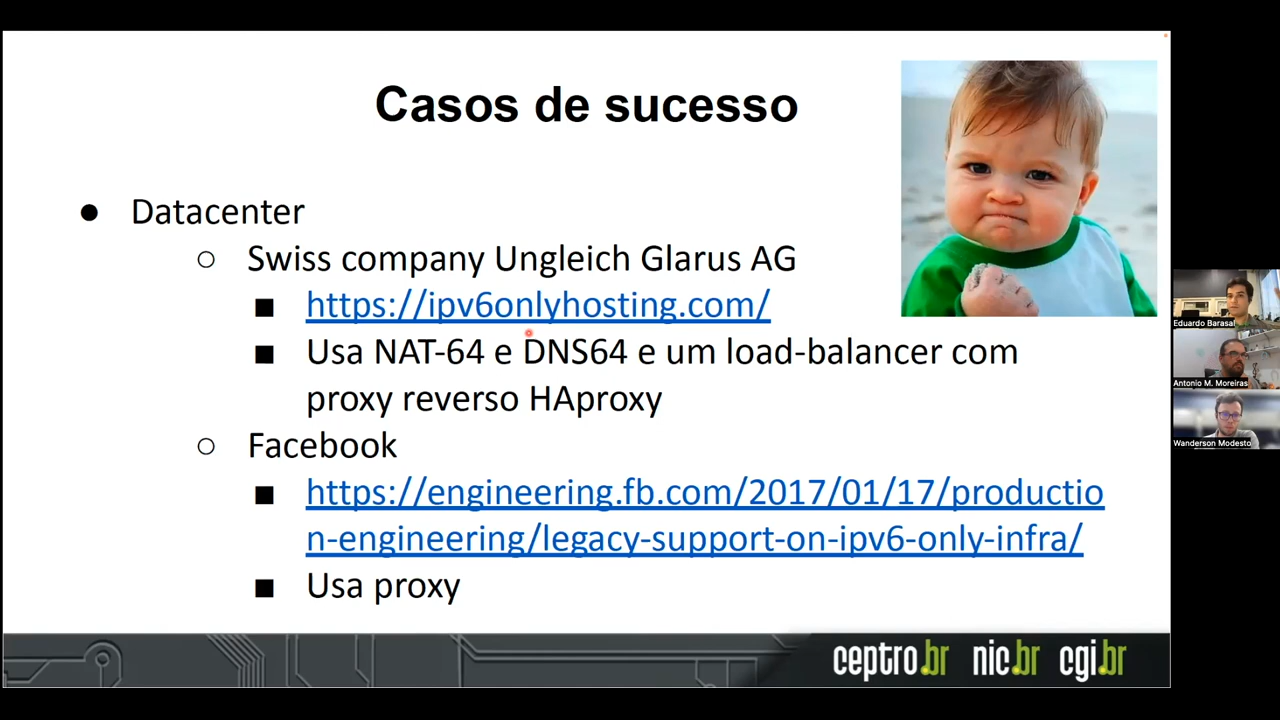 Casos de sucesso
● Datacenter
○ Swiss company Ungleich Glarus AG
■ https://ipv6onlyhosting.com/
■ Usa NAT-64 e DNS64 e um load-balancer com
proxy reverso HAproxy
○ Facebook
■ https://engineering.fb.com/2017/01/17/productio
n-engineering/legacy-support-on-ipv6-only-infra/
■ Usa proxy
ceptro.br nic.br cgi.br
Eduardo Barasal
Antonio M. Moreiras
Wanderson Modesto